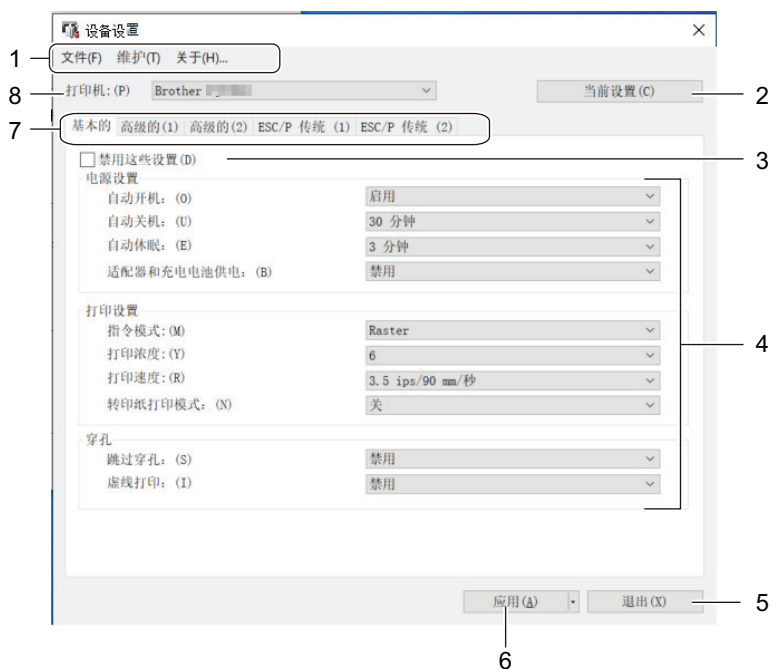 设备设置
1 文件(F) 维护(T) 关于(H)...
8 打印机:(P) Brother 当前设置(C) 2
7 基本的 高级的(1) 高级的(2) ESC/P 传统 (1) ESC/P 传统 (2)
禁用这些设置(D) 3
电源设置
自动开机: (O) 启用
自动关机: (U) 30 分钟
自动休眠: (E) 3 分钟
适配器和充电电池供电: (B) 禁用
打印设置
指令模式:(M) Raster
打印浓度:(Y) 6
4
打印速度:(R) 3.5 ips/90 mm/秒
转印纸打印模式: (N) 关
穿孔
跳过穿孔: (S) 禁用
虚线打印: (I) 禁用
应用(A) 退出(X) 5
6